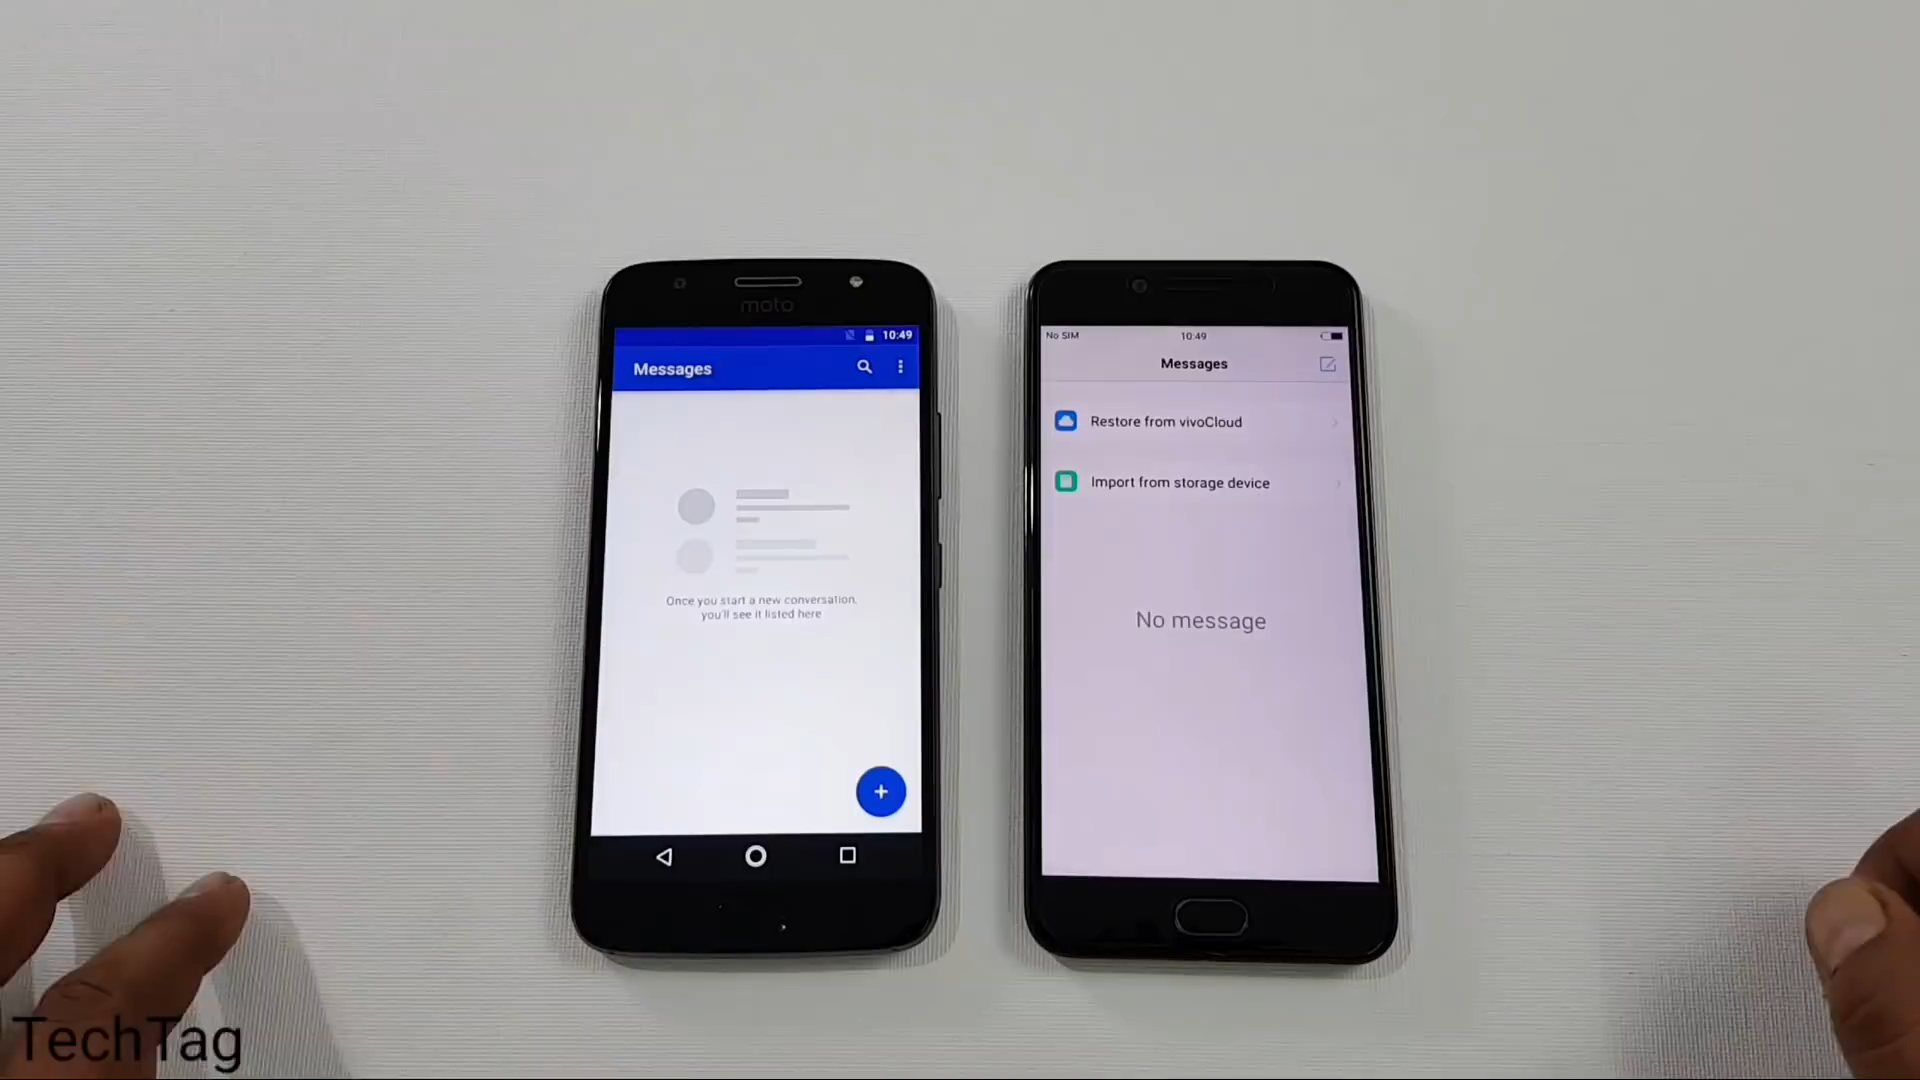 moto
10:49
Messages
Once you start a new conversation,
you'll see it listed here
No SIM
10:49
Messages
Restore from vivoCloud
Import from storage device
No message
TechTag